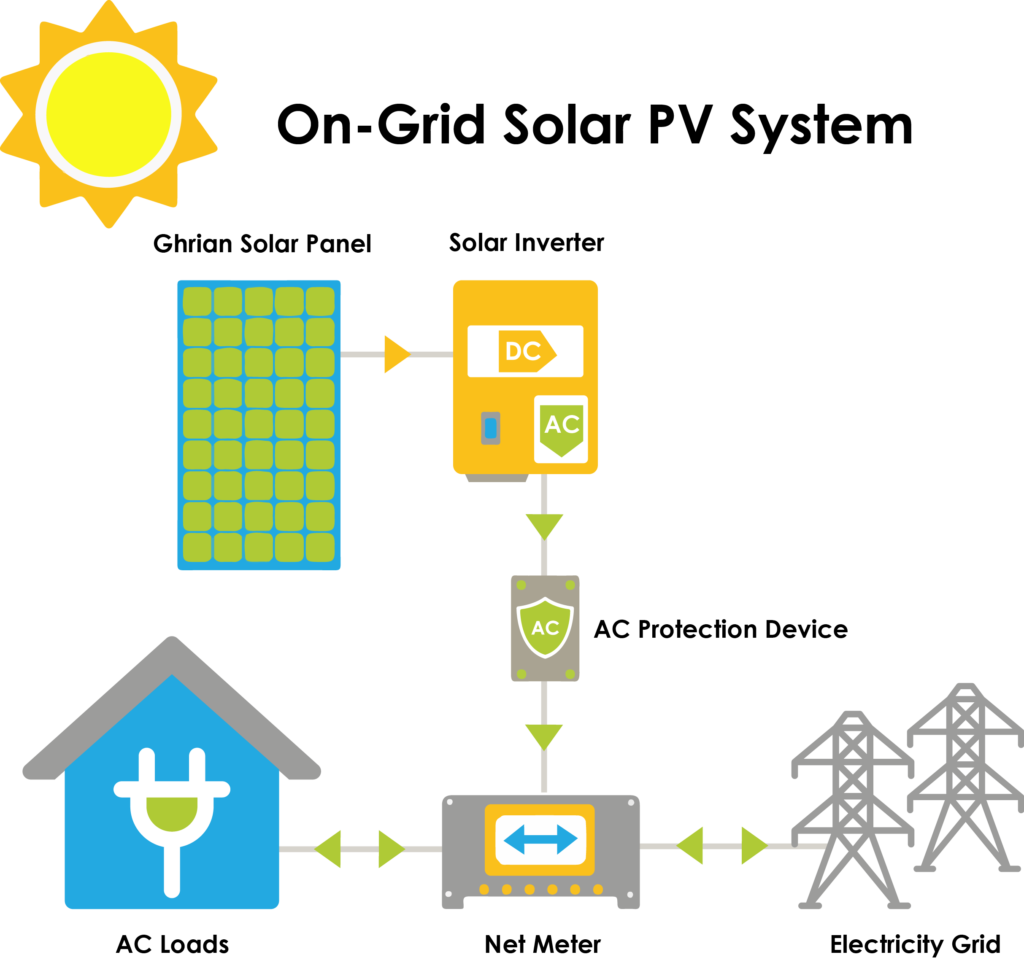 On-Grid Solar PV System
Ghrian Solar Panel
Solar Inverter
DC
AC
AC
AC Protection Device
AC Loads
Net Meter
Electricity Grid